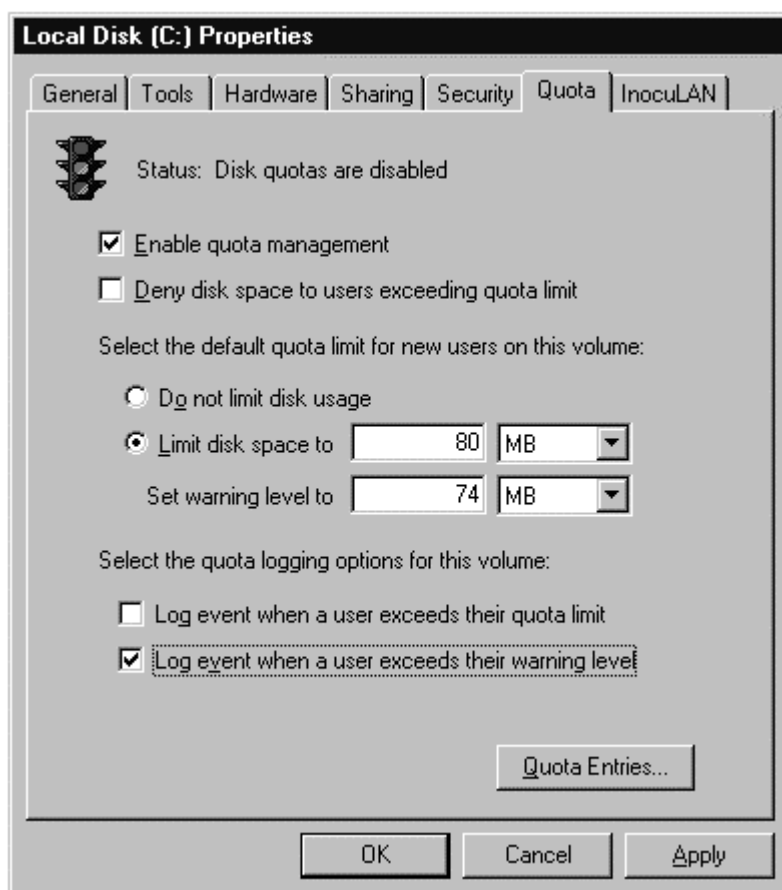 Local Disk (C:) Properties
General Tools Hardware Sharing Security Quota InocuLAN
Status: Disk quotas are disabled
Enable quota management
Deny disk space to users exceeding quota limit
Select the default quota limit for new users on this volume:
Do not limit disk usage
Limit disk space to 80 MB
Set warning level to 74 MB
Select the quota logging options for this volume:
Log event when a user exceeds their quota limit
Log event when a user exceeds their warning level
Quota Entries...
OK Cancel Apply